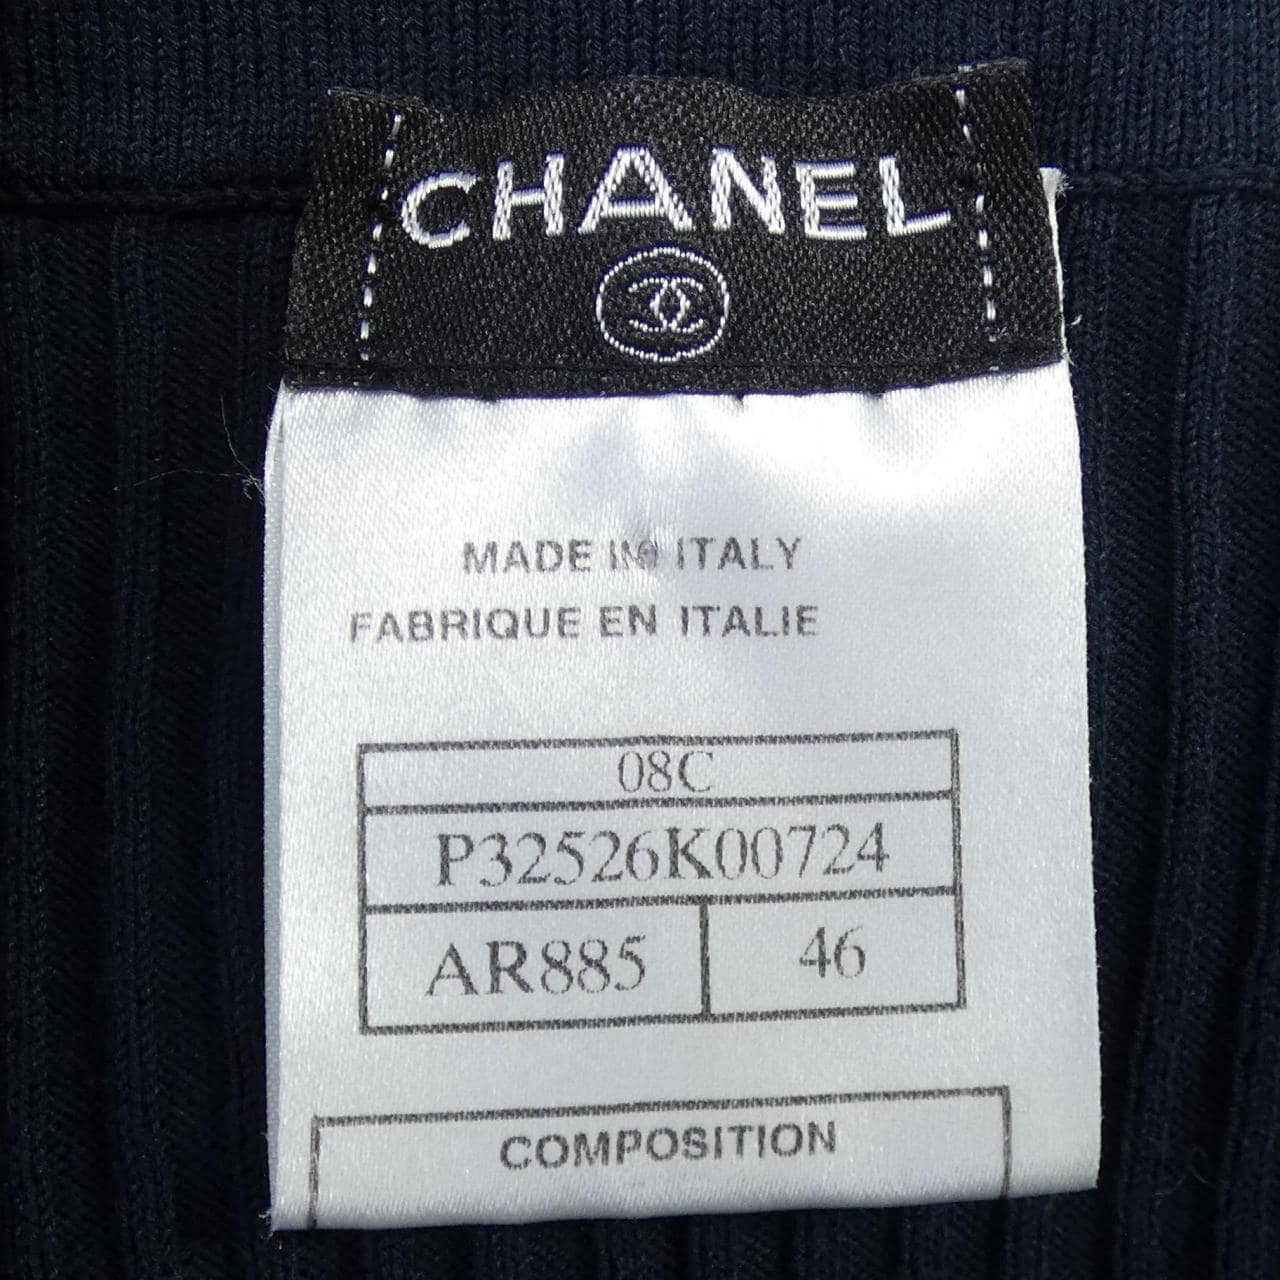 CHANEL
MADE IN ITALY
FABRIQUE EN ITALIE
08C
P32526K00724
AR885 46
COMPOSITION